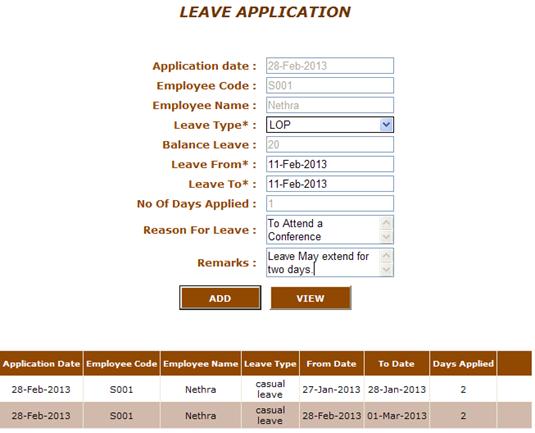 LEAVE APPLICATION
Application date : 28-Feb-2013
Employee Code : S001
Employee Name : Nethra
Leave Type* : LOP
Balance Leave : 20
Leave From* : 11-Feb-2013
Leave To* : 11-Feb-2013
No Of Days Applied : 1
Reason For Leave : To Attend a
Conference
Remarks : Leave May extend for
two days.
ADD VIEW
Application Date Employee Code Employee Name Leave Type From Date To Date Days Applied
28-Feb-2013 S001 Nethra casual leave 27-Jan-2013 28-Jan-2013 2
28-Feb-2013 S001 Nethra casual leave 28-Feb-2013 01-Mar-2013 2